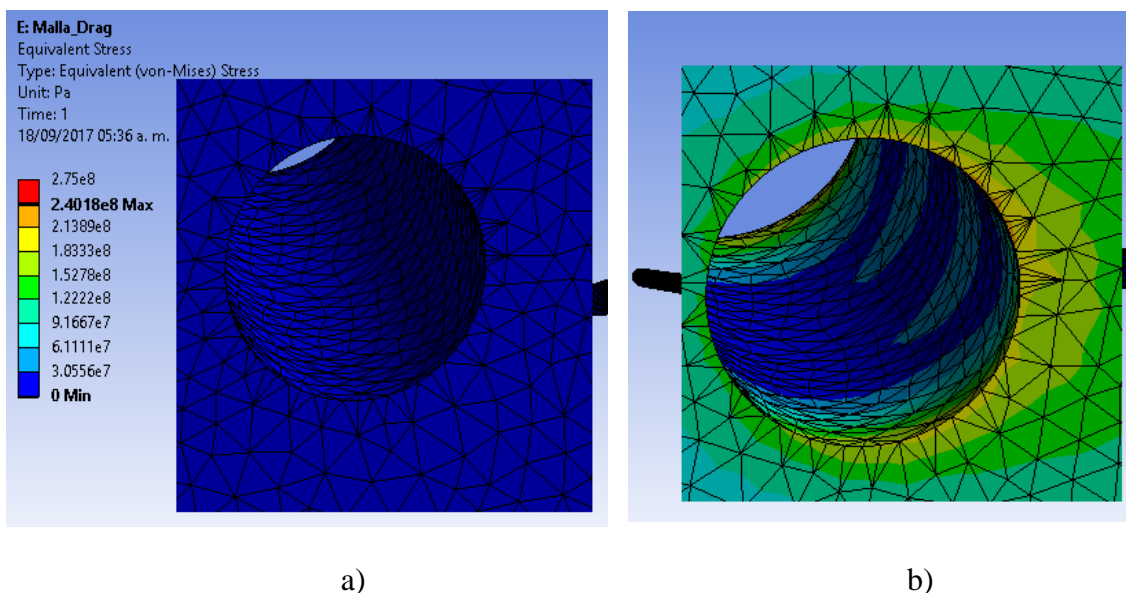 E: Malla_Drag
Equivalent Stress
Type: Equivalent (von-Mises) Stress
Unit: Pa
Time: 1
18/09/2017 05:36 a. m.
2.75e8
2.4018e8 Max
2.1389e8
1.8333e8
1.5278e8
1.2222e8
9.1667e7
6.1111e7
3.0556e7
0 Min
a)
b)